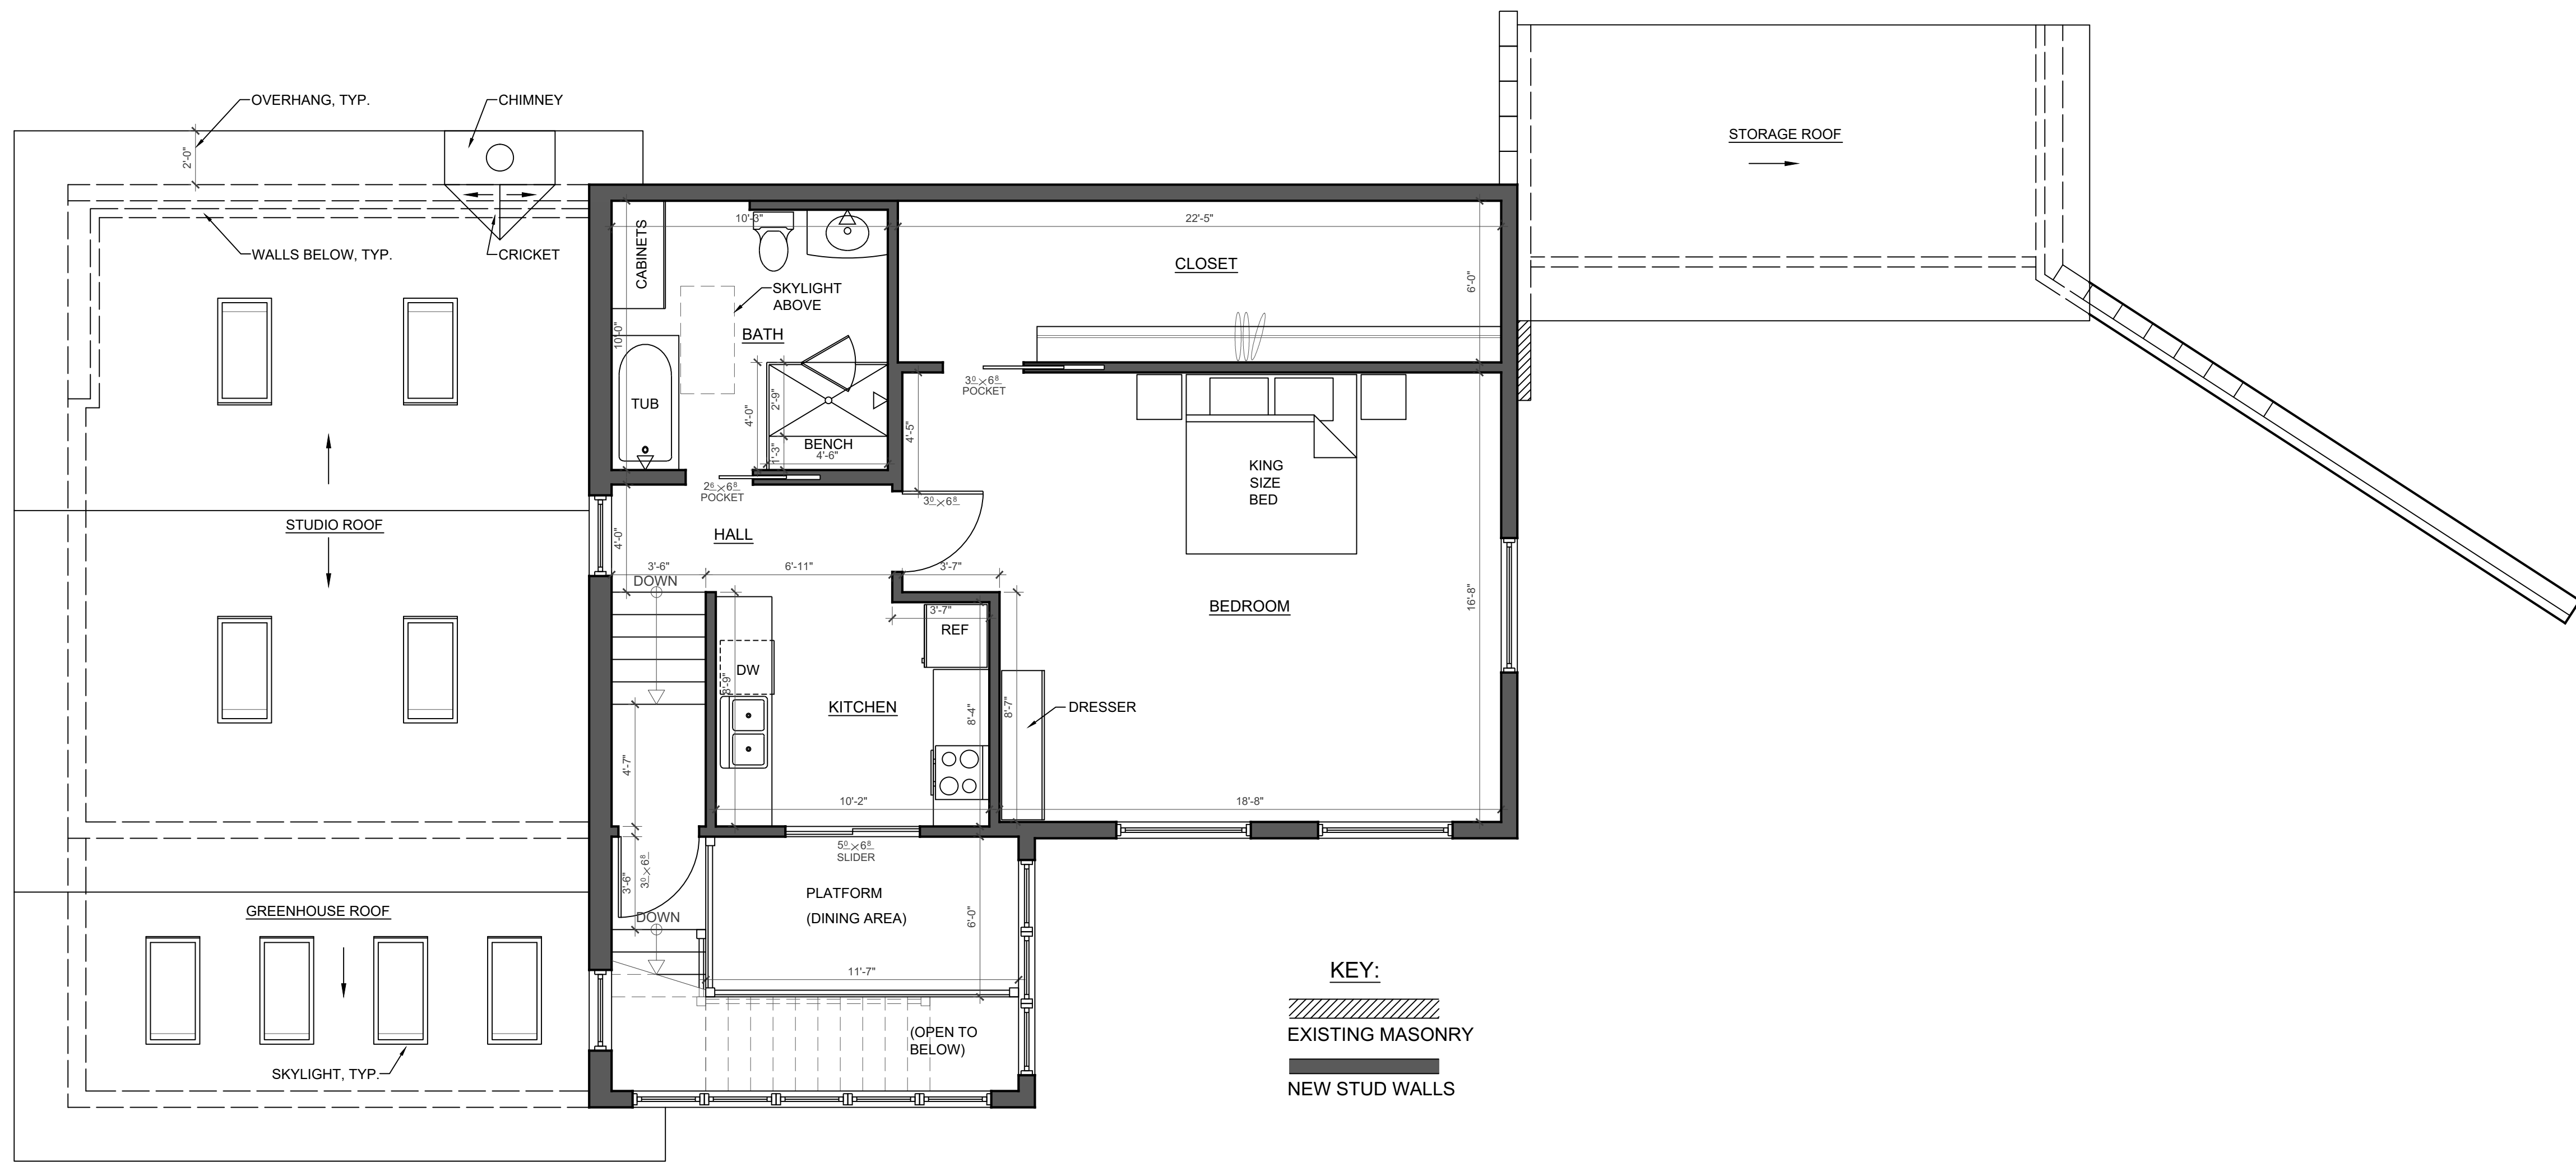 OVERHANG, TYP.
CHIMNEY
2'-0"
WALLS BELOW, TYP.
CRICKET
STORAGE ROOF
CABINETS
10'-3"
22'-5"
CLOSET
6'-0"
SKYLIGHT
ABOVE
BATH
10'-0"
TUB
4'-0"
2'-9"
1'-3"
BENCH
4'-6"
3⁰×6⁸
POCKET
4'-5"
2⁶×6⁸
POCKET
3⁰×6⁸
KING
SIZE
BED
STUDIO ROOF
HALL
4'-0"
3'-6"
6'-11"
3'-7"
DOWN
3'-7"
REF
BEDROOM
16'-8"
DW
8'-9"
KITCHEN
8'-4"
8'-7"
DRESSER
4'-7"
10'-2"
18'-8"
5⁰×6⁸
SLIDER
3'-6"
3⁰×6⁸
PLATFORM
(DINING AREA)
6'-0"
DOWN
GREENHOUSE ROOF
11'-7"
(OPEN TO
BELOW)
SKYLIGHT, TYP.
KEY:
EXISTING MASONRY
NEW STUD WALLS